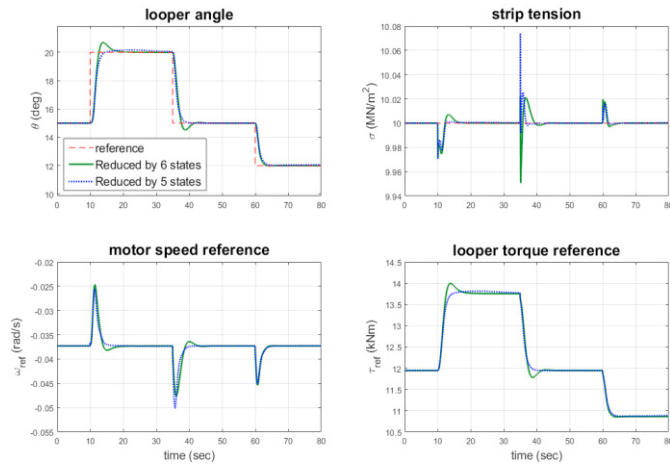 looper angle
θ (deg)
20
18
16
14
12
10
0 10 20 30 40 50 60 70 80
reference
Reduced by 6 states
Reduced by 5 states
strip tension
σ (MN/m²)
10.08
10.06
10.04
10.02
10.00
9.98
9.96
9.94
0 10 20 30 40 50 60 70 80
motor speed reference
ω_ref (rad/s)
-0.02
-0.025
-0.03
-0.035
-0.04
-0.045
-0.05
-0.055
0 10 20 30 40 50 60 70 80
time (sec)
looper torque reference
τ_ref (kNm)
14.5
14
13.5
13
12.5
12
11.5
11
10.5
0 10 20 30 40 50 60 70 80
time (sec)